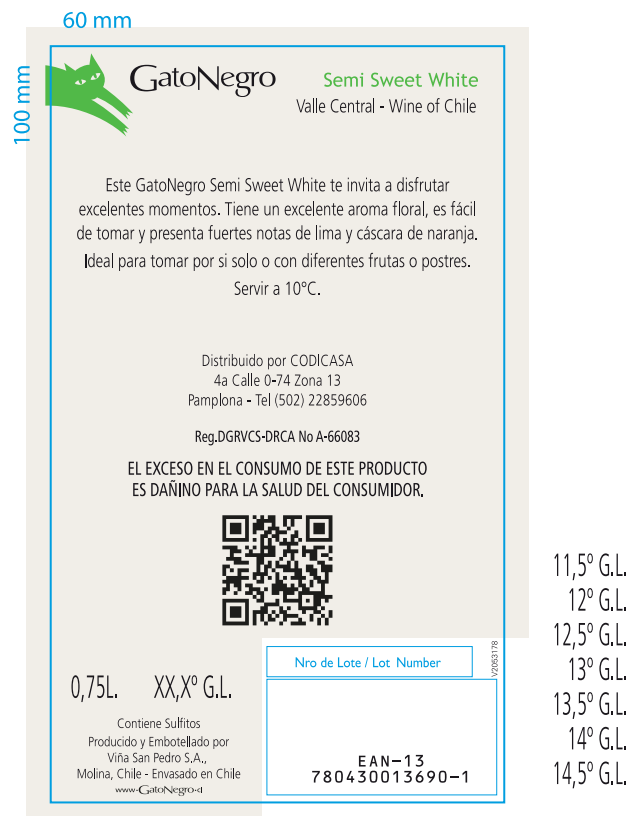 60 mm
100 mm
GatoNegro
Semi Sweet White
Valle Central - Wine of Chile
Este GatoNegro Semi Sweet White te invita a disfrutar
excelentes momentos. Tiene un excelente aroma floral, es fácil
de tomar y presenta fuertes notas de lima y cáscara de naranja.
Ideal para tomar por si solo o con diferentes frutas o postres.
Servir a 10°C.
Distribuido por CODICASA
4a Calle 0-74 Zona 13
Pamplona - Tel (502) 22859606
Reg.DGRVCS-DRCA No A-66083
EL EXCESO EN EL CONSUMO DE ESTE PRODUCTO
ES DAÑINO PARA LA SALUD DEL CONSUMIDOR.
0,75L. XX,Xº G.L.
Contiene Sulfitos
Producido y Embotellado por
Viña San Pedro S.A.,
Molina, Chile - Envasado en Chile
www.GatoNegro.cl
Nro de Lote / Lot Number
V2053178
EAN-13
780430013690-1
11,5º G.L.
12º G.L.
12,5º G.L.
13º G.L.
13,5º G.L.
14º G.L.
14,5º G.L.